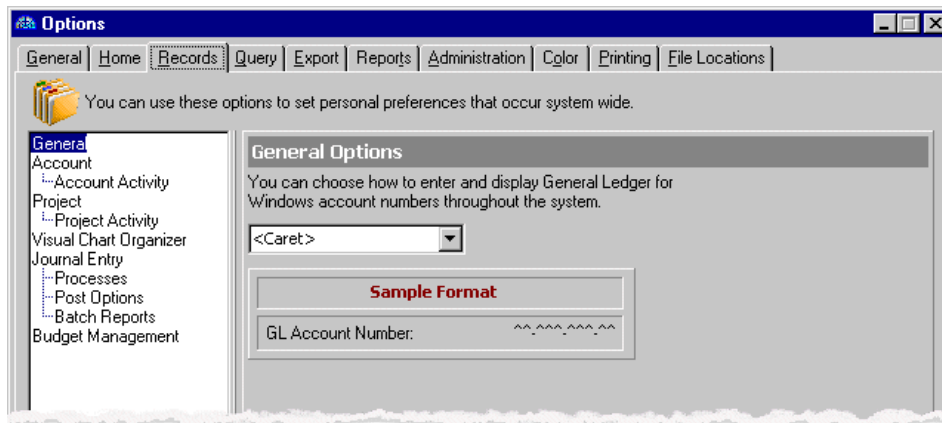 Options
General Home Records Query Export Reports Administration Color Printing File Locations
You can use these options to set personal preferences that occur system wide.
General
Account
Account Activity
Project
Project Activity
Visual Chart Organizer
Journal Entry
Processes
Post Options
Batch Reports
Budget Management
General Options
You can choose how to enter and display General Ledger for
Windows account numbers throughout the system.
<Caret>
Sample Format
GL Account Number: ^^-^^^-^^^-^^